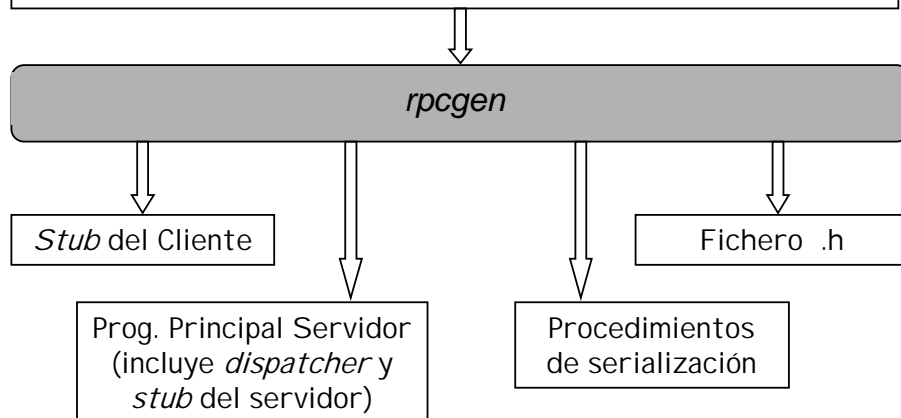 rpcgen
Stub del Cliente
Fichero .h
Prog. Principal Servidor
(incluye dispatcher y
stub del servidor)
Procedimientos
de serialización